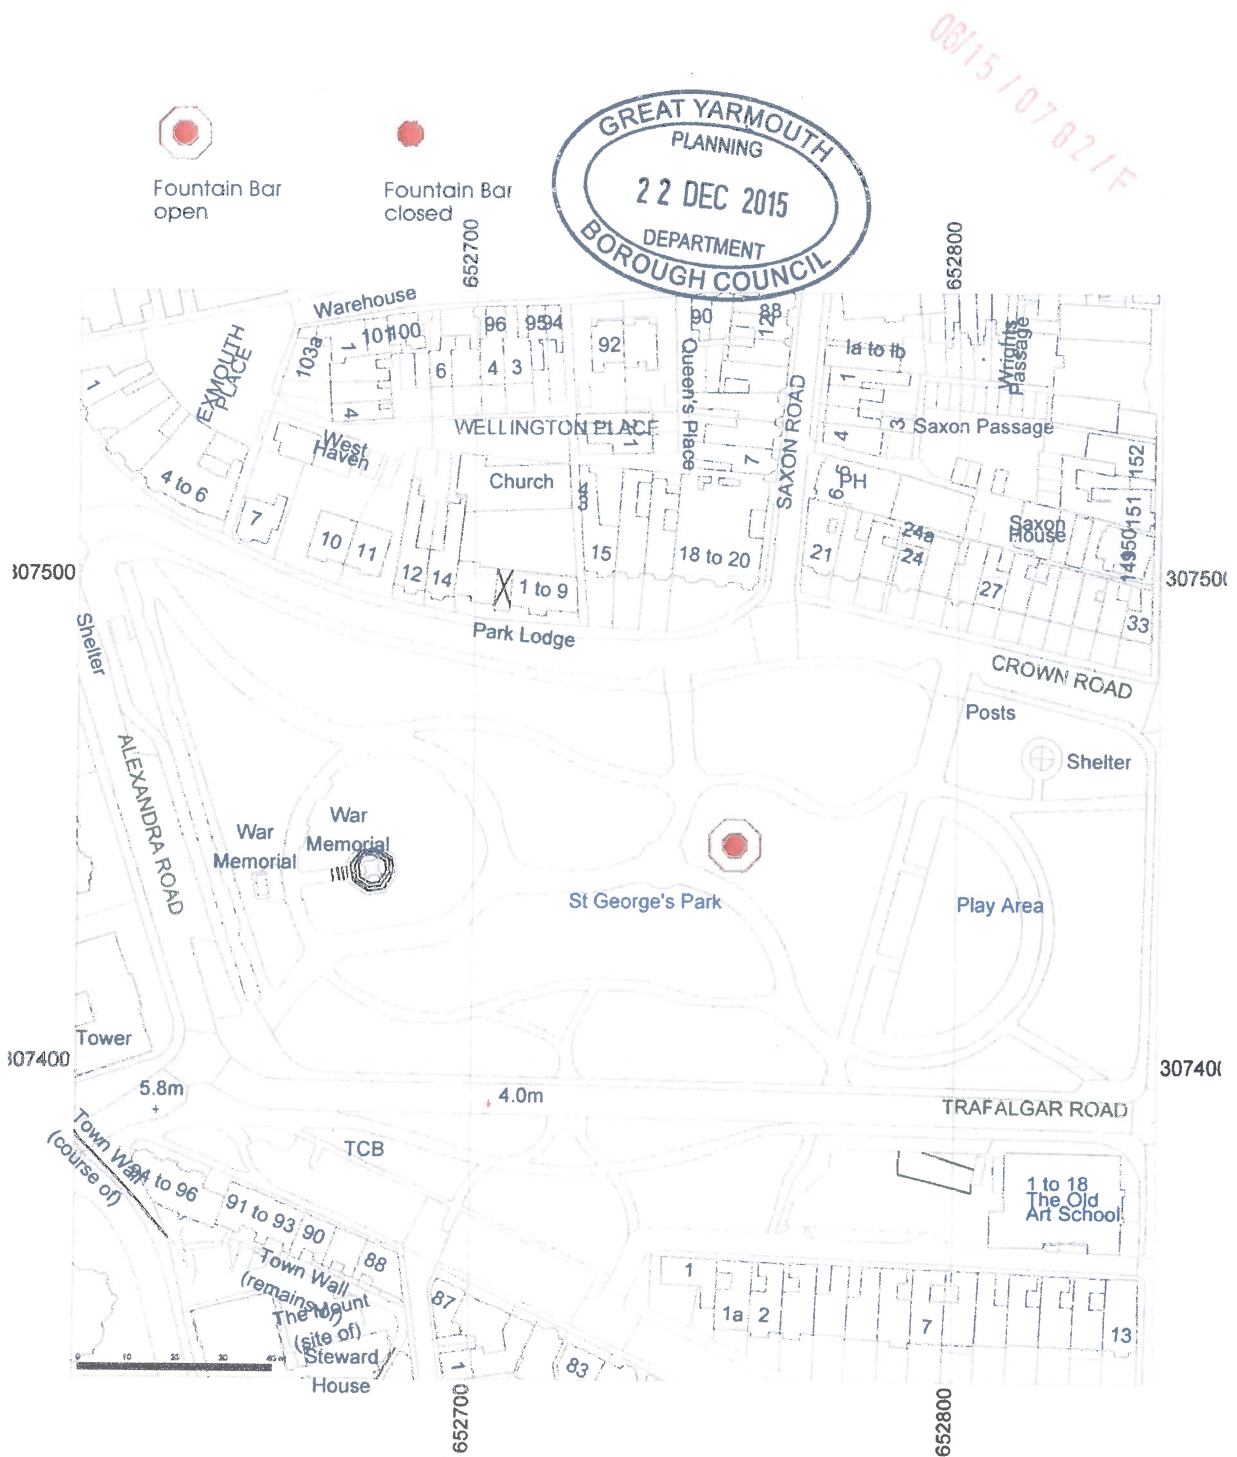 06/15/0782/F
Fountain Bar
open
Fountain Bar
closed
GREAT YARMOUTH
PLANNING
22 DEC 2015
DEPARTMENT
BOROUGH COUNCIL
652700
652800
Warehouse
103a
1
101
100
96
95
94
92
90
88
128
6
4
3
4
EXMOUTH
PLACE
1
WELLINGTON PLACE
Queen's Place
SAXON ROAD
1a to 1b
Wrights
Passage
1
3
4
Saxon Passage
West
Haven
4 to 6
7
Church
7
PH
6
152
151
150
149
10
11
12
14
X
1 to 9
15
18 to 20
21
24a
24
Saxon
House
27
33
307500
307500
Park Lodge
CROWN ROAD
Shelter
Posts
Shelter
ALEXANDRA ROAD
War
Memorial
War
Memorial
St George's Park
Play Area
Tower
307400
307400
5.8m
4.0m
TRAFALGAR ROAD
Town Wall
(course of)
TCB
94 to 96
91 to 93
90
88
1 to 18
The Old
Art School
Town Wall
(remains of)
The Mount
(site of)
Steward
House
87
1
83
1
1a
2
7
13
0 10 20 30 40 m
652700
652800